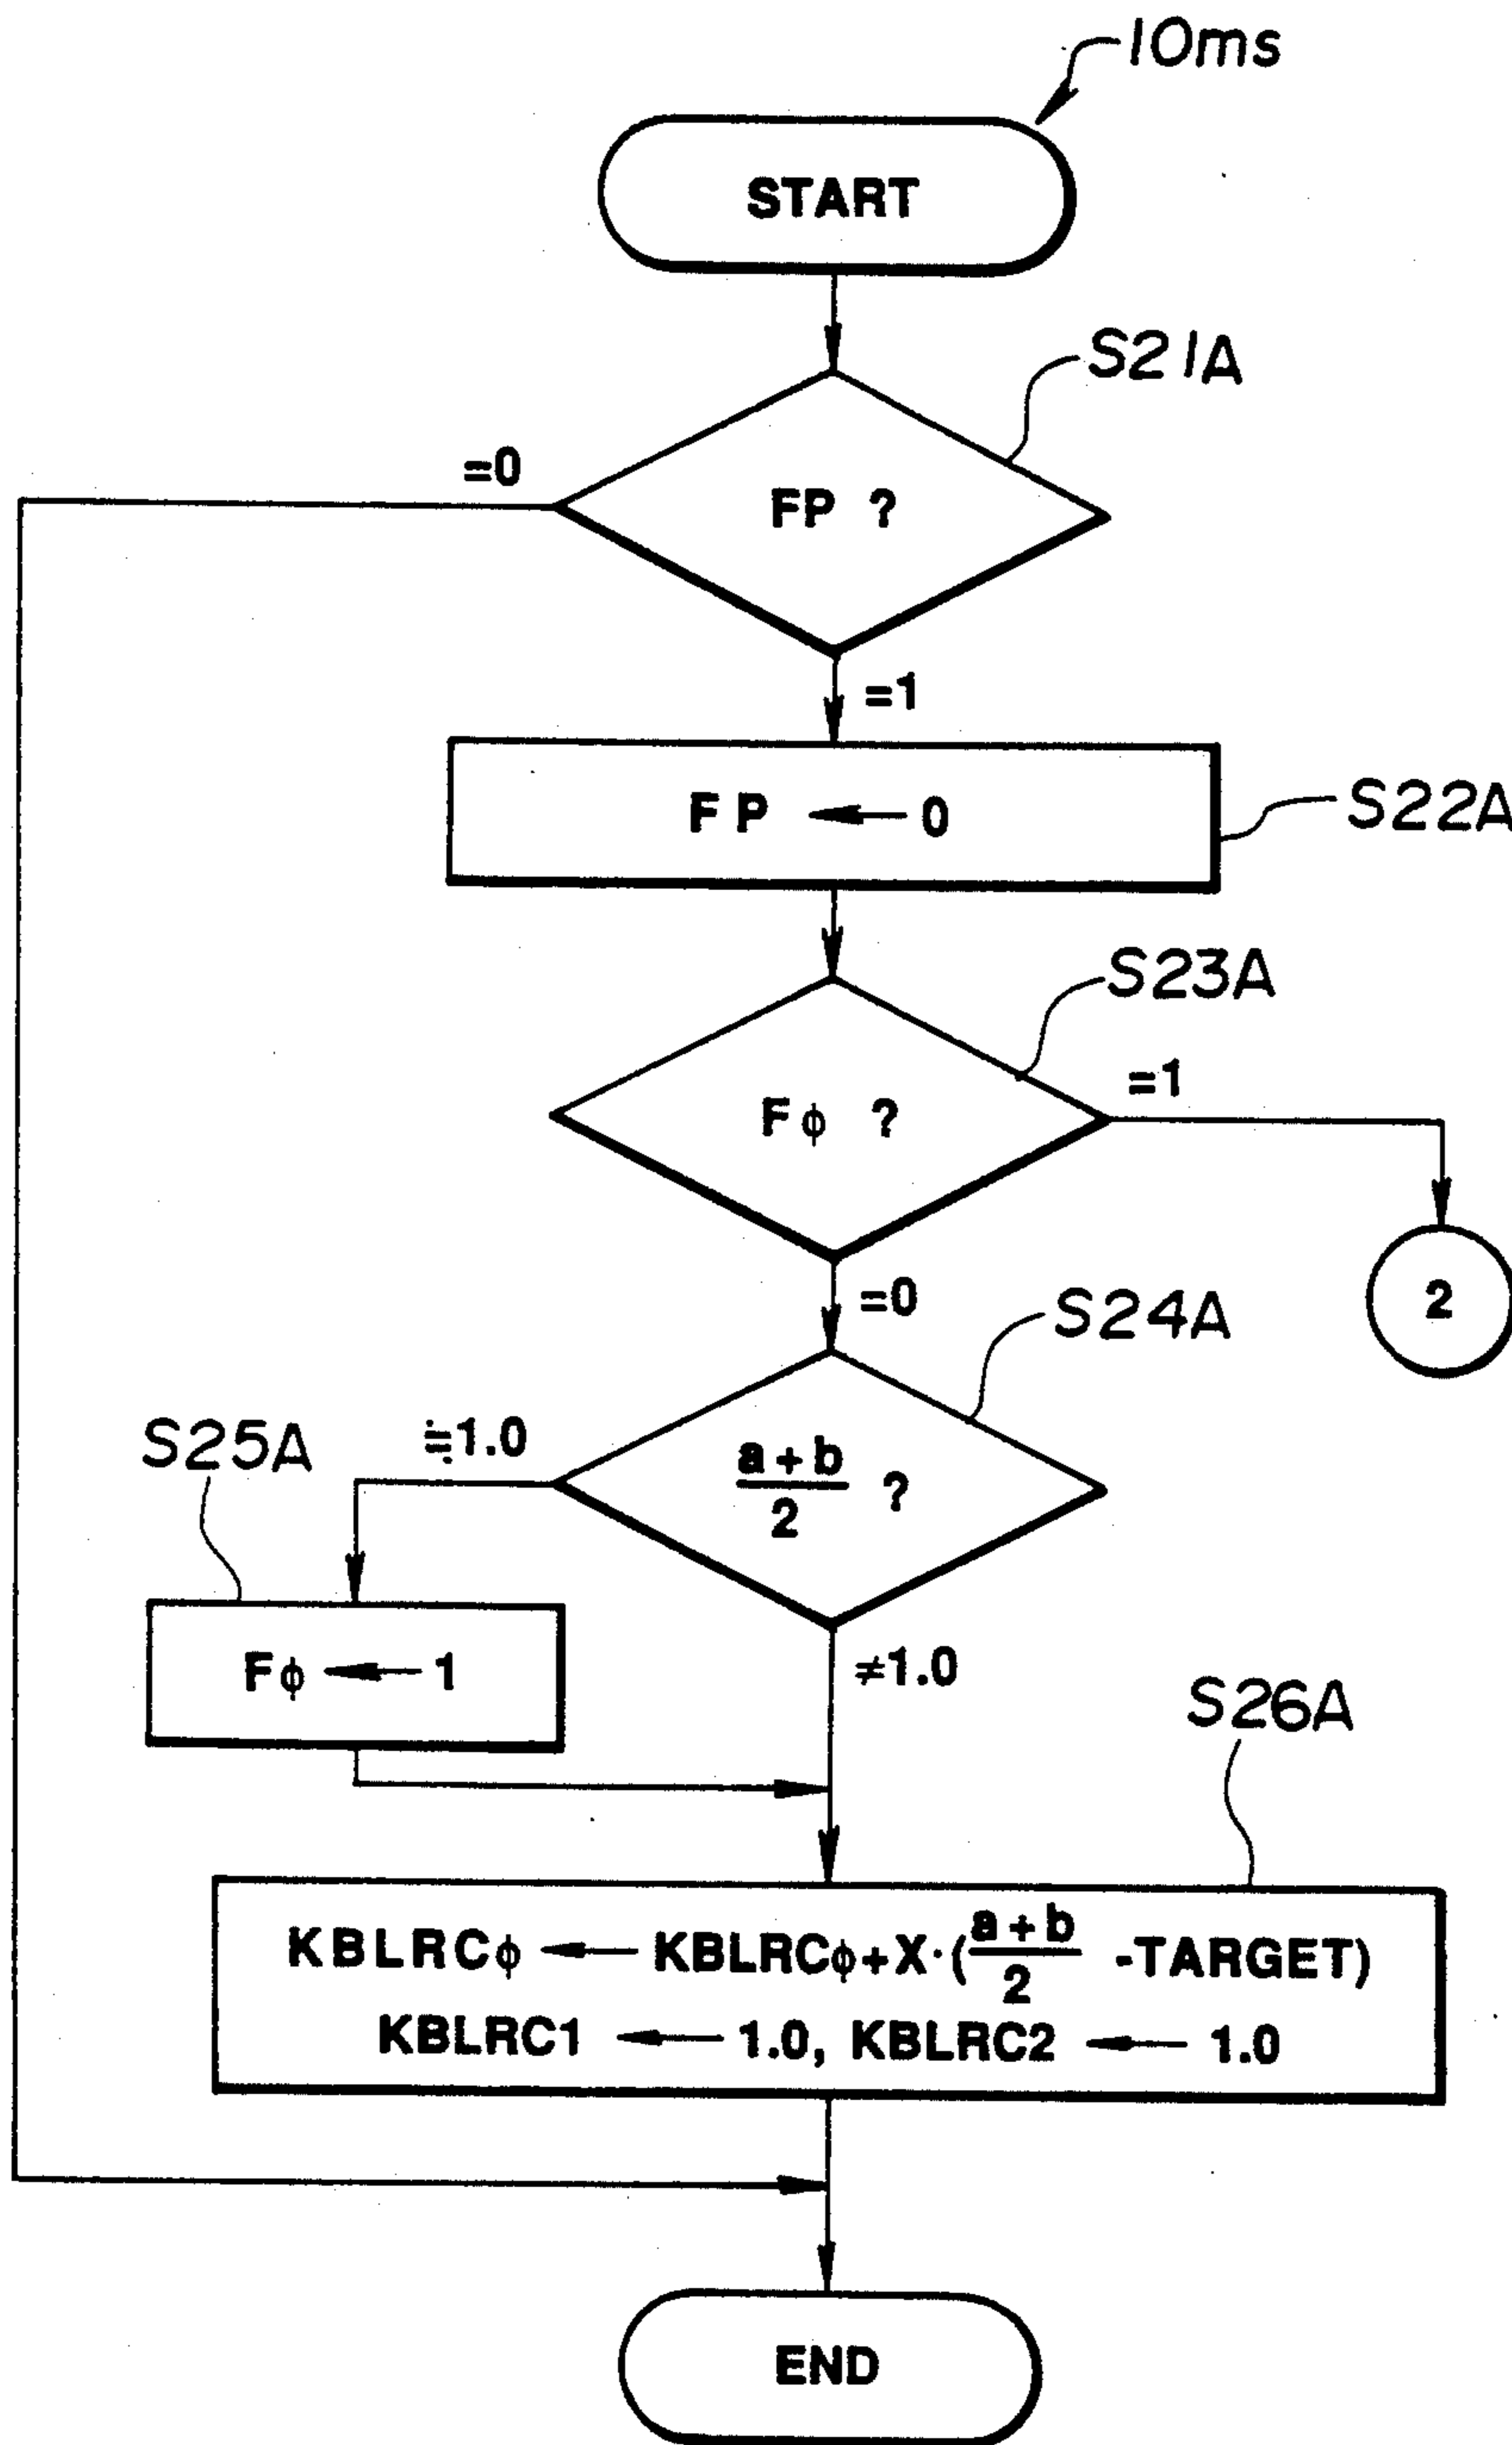 10ms
START
S21A
=0
FP ?
=1
FP ← 0
S22A
S23A
=1
Fϕ ?
2
=0
S24A
S25A
≒1.0
a + b
2
?
Fϕ ← 1
≠1.0
S26A
KBLRCϕ ← KBLRCϕ+X·(a + b / 2 -TARGET)
KBLRC1 ← 1.0, KBLRC2 ← 1.0
END